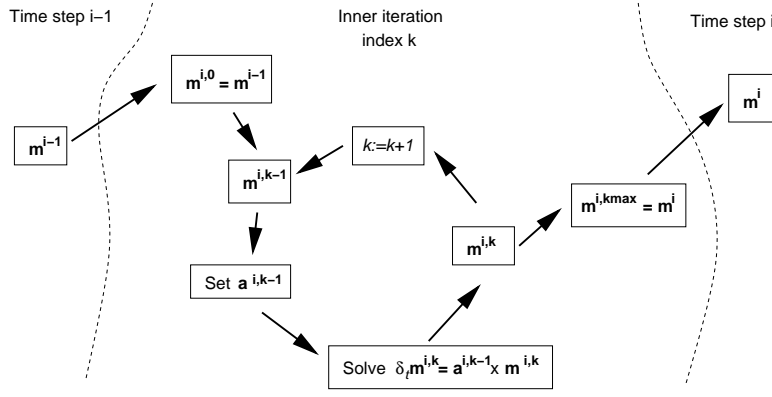 Time step i−1
Inner iteration
index k
Time step i
m^{i,0} = m^{i−1}
m^i
m^{i−1}
k:=k+1
m^{i,k−1}
m^{i,kmax} = m^i
m^{i,k}
Set a^{i,k−1}
Solve δ_t m^{i,k} = a^{i,k−1} x m^{i,k}